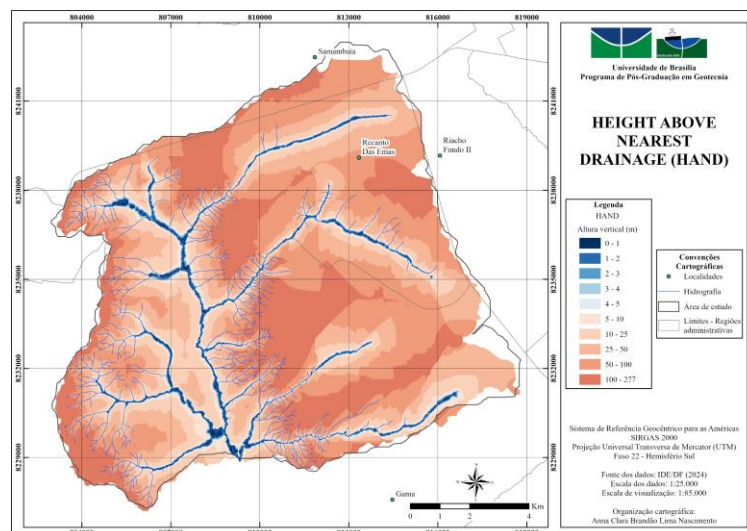 804000 807000 810000 813000 816000 819000
Samambaia
Recanto
Das Emas
Riacho
Fundo II
Gama
8241000
8238000
8235000
8232000
8229000
8241000
8238000
8235000
8232000
8229000
0 1 2 4
Km
Universidade de Brasília
Programa de Pós-Graduação em Geotecnia
HEIGHT ABOVE
NEAREST
DRAINAGE (HAND)
Legenda
HAND
Altura vertical (m)
0 - 1
1 - 2
2 - 3
3 - 4
4 - 5
5 - 10
10 - 25
25 - 50
50 - 100
100 - 277
Convenções
Cartográficas
Localidades
Hidrografia
Área de estudo
Limites - Regiões
administrativas
Sistema de Referência Geocêntrico para as Américas
SIRGAS 2000
Projeção Universal Transversa de Mercator (UTM)
Fuso 22 - Hemisfério Sul
Fonte dos dados: IDE/DF (2024)
Escala dos dados: 1:25.000
Escala de visualização: 1:85.000
Organização cartográfica:
Anna Clara Brandão Lima Nascimento